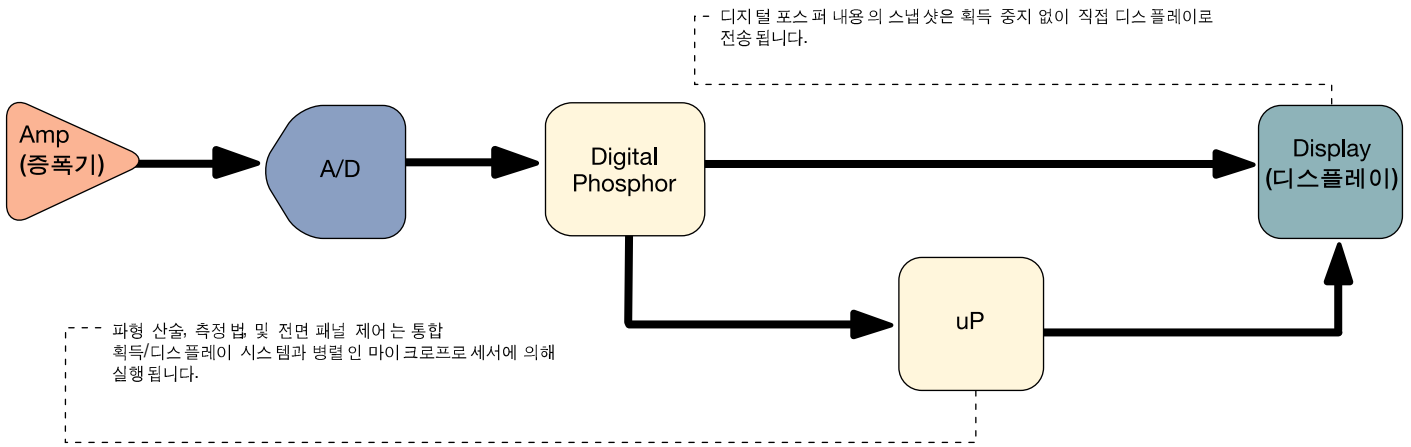 디지털 포스퍼 내용의 스냅샷은 획득 중지 없이 직접 디스플레이로
전송됩니다.
Amp
(증폭기)
A/D
Digital
Phosphor
Display
(디스플레이)
uP
파형 산술, 측정법, 및 전면 패널 제어는 통합
획득/디스플레이 시스템과 병렬인 마이크로프로세서에 의해
실행됩니다.